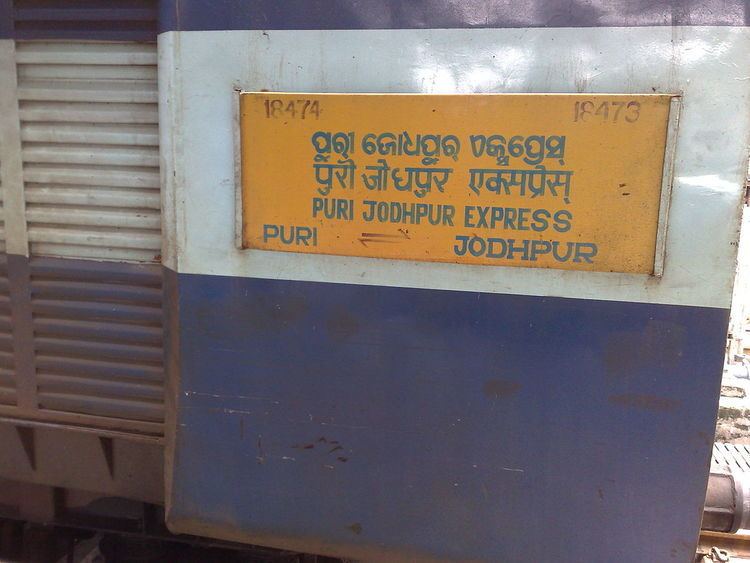 18474 18473
ପୁରୀ ଜୋଧପୁର୍ ଏକ୍ସପ୍ରେସ୍
पुरी जोधपुर एक्सप्रेस्
PURI JODHPUR EXPRESS
PURI JODHPUR